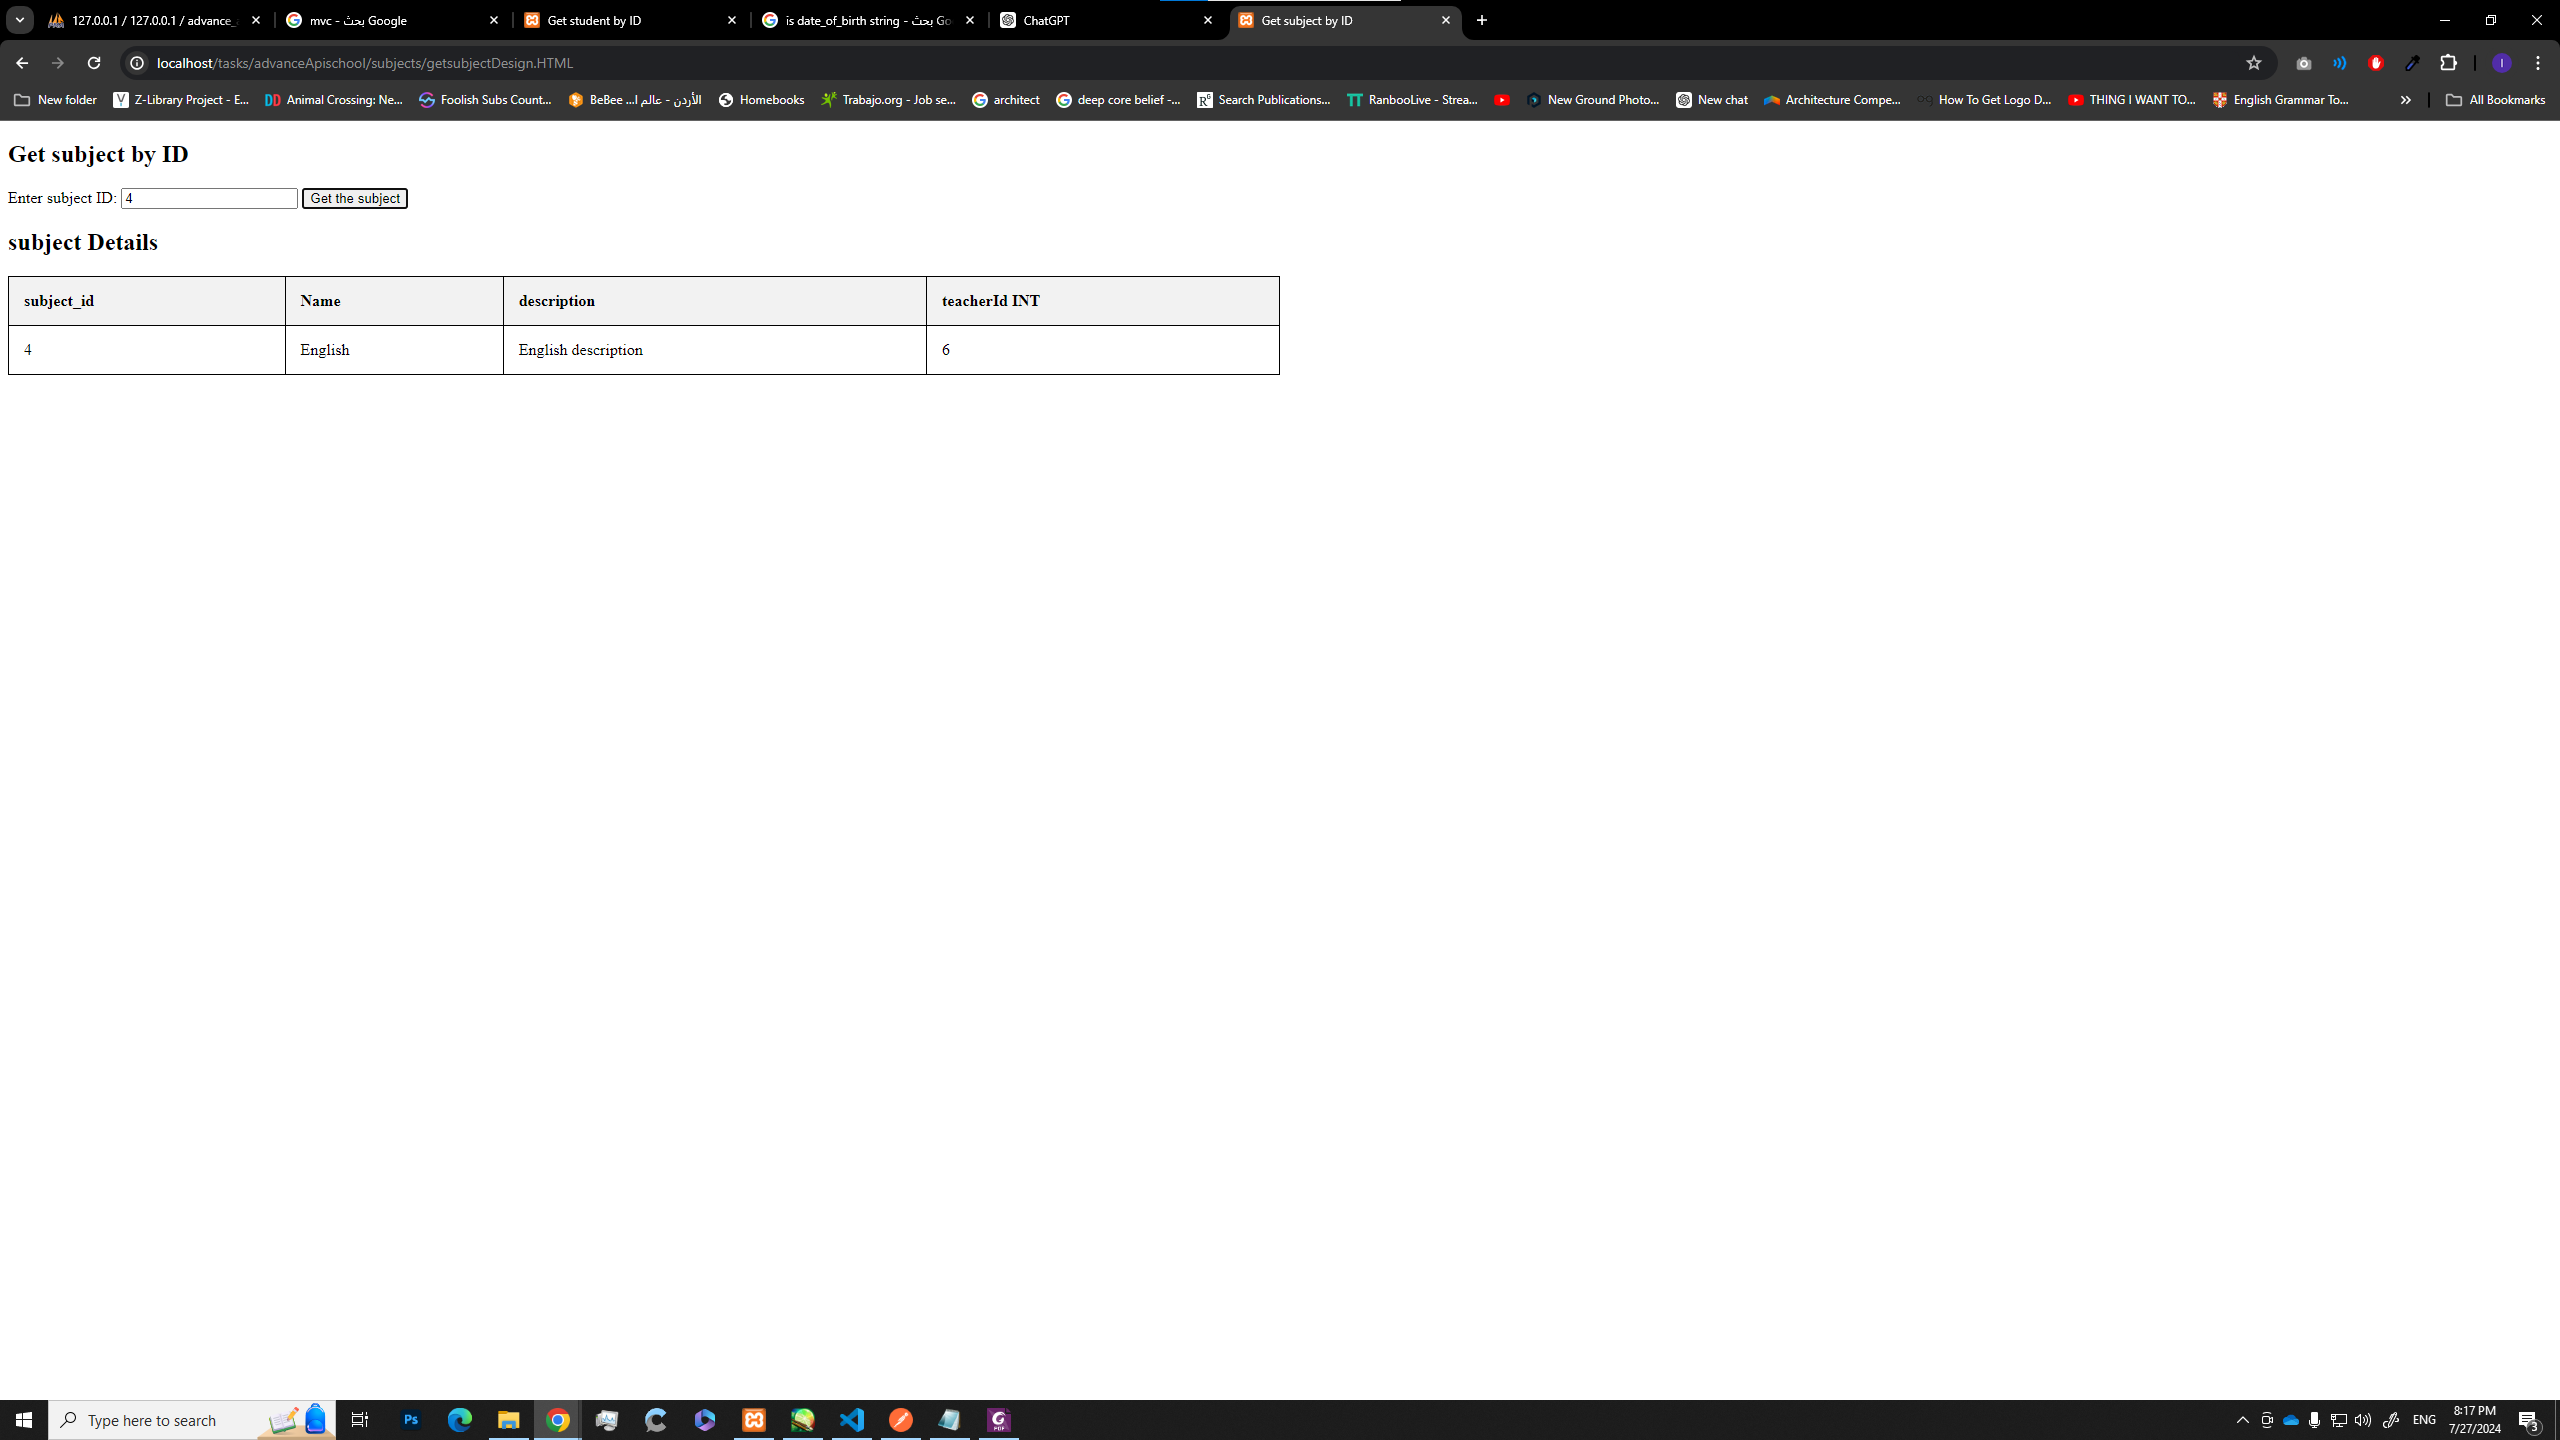 127.0.0.1 / 127.0.0.1 / advance_
mvc - بحث Google
Get student by ID
is date_of_birth string - بحث Go
ChatGPT
Get subject by ID
localhost/tasks/advanceApischool/subjects/getsubjectDesign.HTML
New folder
Z-Library Project - E...
Animal Crossing: Ne...
Foolish Subs Count...
BeBee ...الأردن - عالم ا
Homebooks
Trabajo.org - Job se...
architect
deep core belief -...
Search Publications...
RanbooLive - Strea...
New Ground Photo...
New chat
Architecture Compe...
How To Get Logo D...
THING I WANT TO...
English Grammar To...
All Bookmarks
Get subject by ID
Enter subject ID: 4 Get the subject
subject Details
subject_id Name description teacherId INT
4 English English description 6
Type here to search
Ps
ENG
8:17 PM
7/27/2024
3